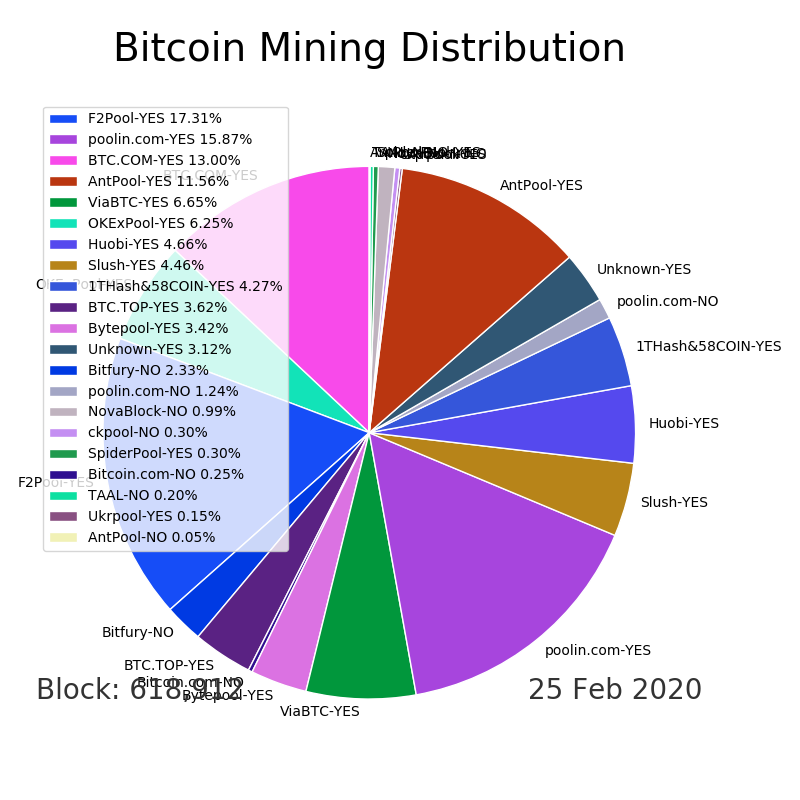 Bitcoin Mining Distribution
F2Pool-YES 17.31%
poolin.com-YES 15.87%
BTC.COM-YES 13.00%
AntPool-YES 11.56%
ViaBTC-YES 6.65%
OKExPool-YES 6.25%
Huobi-YES 4.66%
Slush-YES 4.46%
1THash&58COIN-YES 4.27%
BTC.TOP-YES 3.62%
Bytepool-YES 3.42%
Unknown-YES 3.12%
Bitfury-NO 2.33%
poolin.com-NO 1.24%
NovaBlock-NO 0.99%
ckpool-NO 0.30%
SpiderPool-YES 0.30%
Bitcoin.com-NO 0.25%
TAAL-NO 0.20%
Ukrpool-YES 0.15%
AntPool-NO 0.05%
BTC.COM-YES
OKExPool-YES
F2Pool-YES
AntPool-YES
Unknown-YES
poolin.com-NO
1THash&58COIN-YES
Huobi-YES
Slush-YES
poolin.com-YES
Bitfury-NO
BTC.TOP-YES
Bitcoin.com-NO
Bytepool-YES
ViaBTC-YES
Block: 618,912
25 Feb 2020